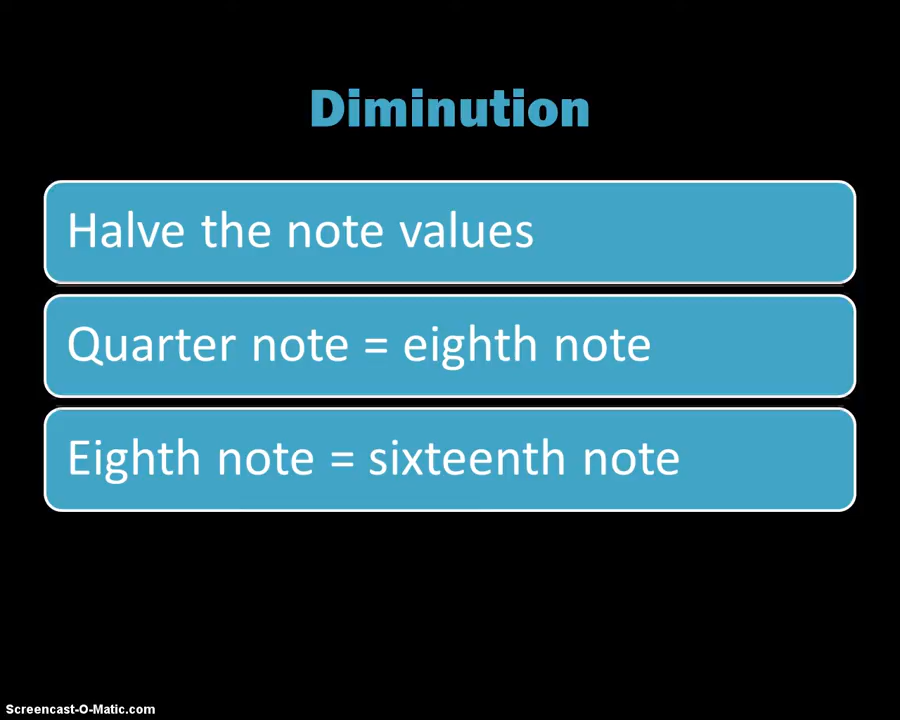 Diminution
Halve the note values
Quarter note = eighth note
Eighth note = sixteenth note
Screencast-O-Matic.com